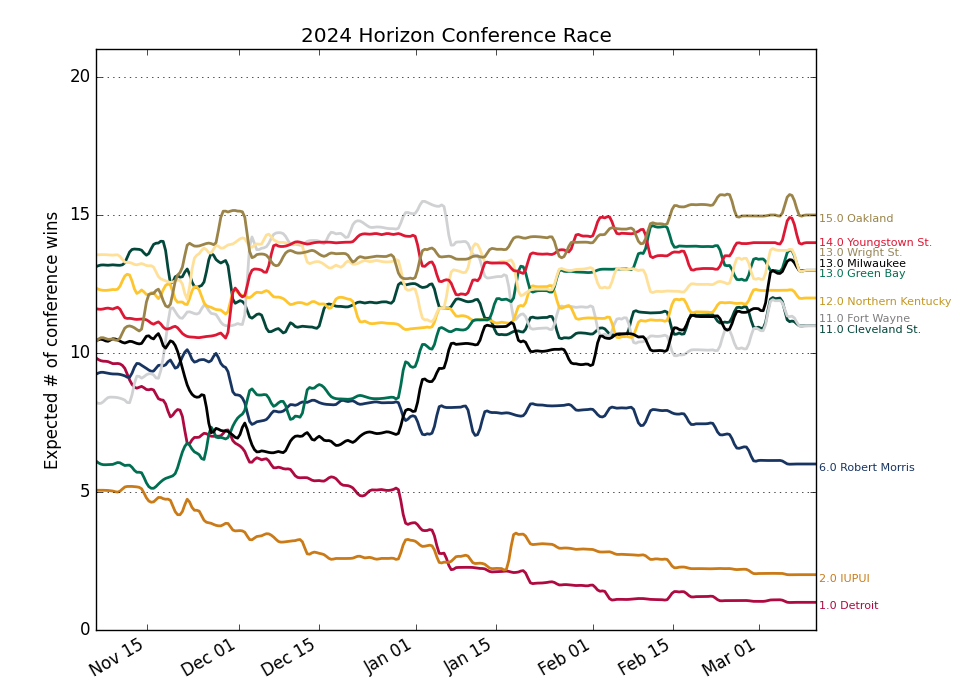 2024 Horizon Conference Race
Expected # of conference wins
20
15
10
5
0
Nov 15
Dec 01
Dec 15
Jan 01
Jan 15
Feb 01
Feb 15
Mar 01
15.0 Oakland
14.0 Youngstown St.
13.0 Wright St.
13.0 Milwaukee
13.0 Green Bay
12.0 Northern Kentucky
11.0 Fort Wayne
11.0 Cleveland St.
6.0 Robert Morris
2.0 IUPUI
1.0 Detroit